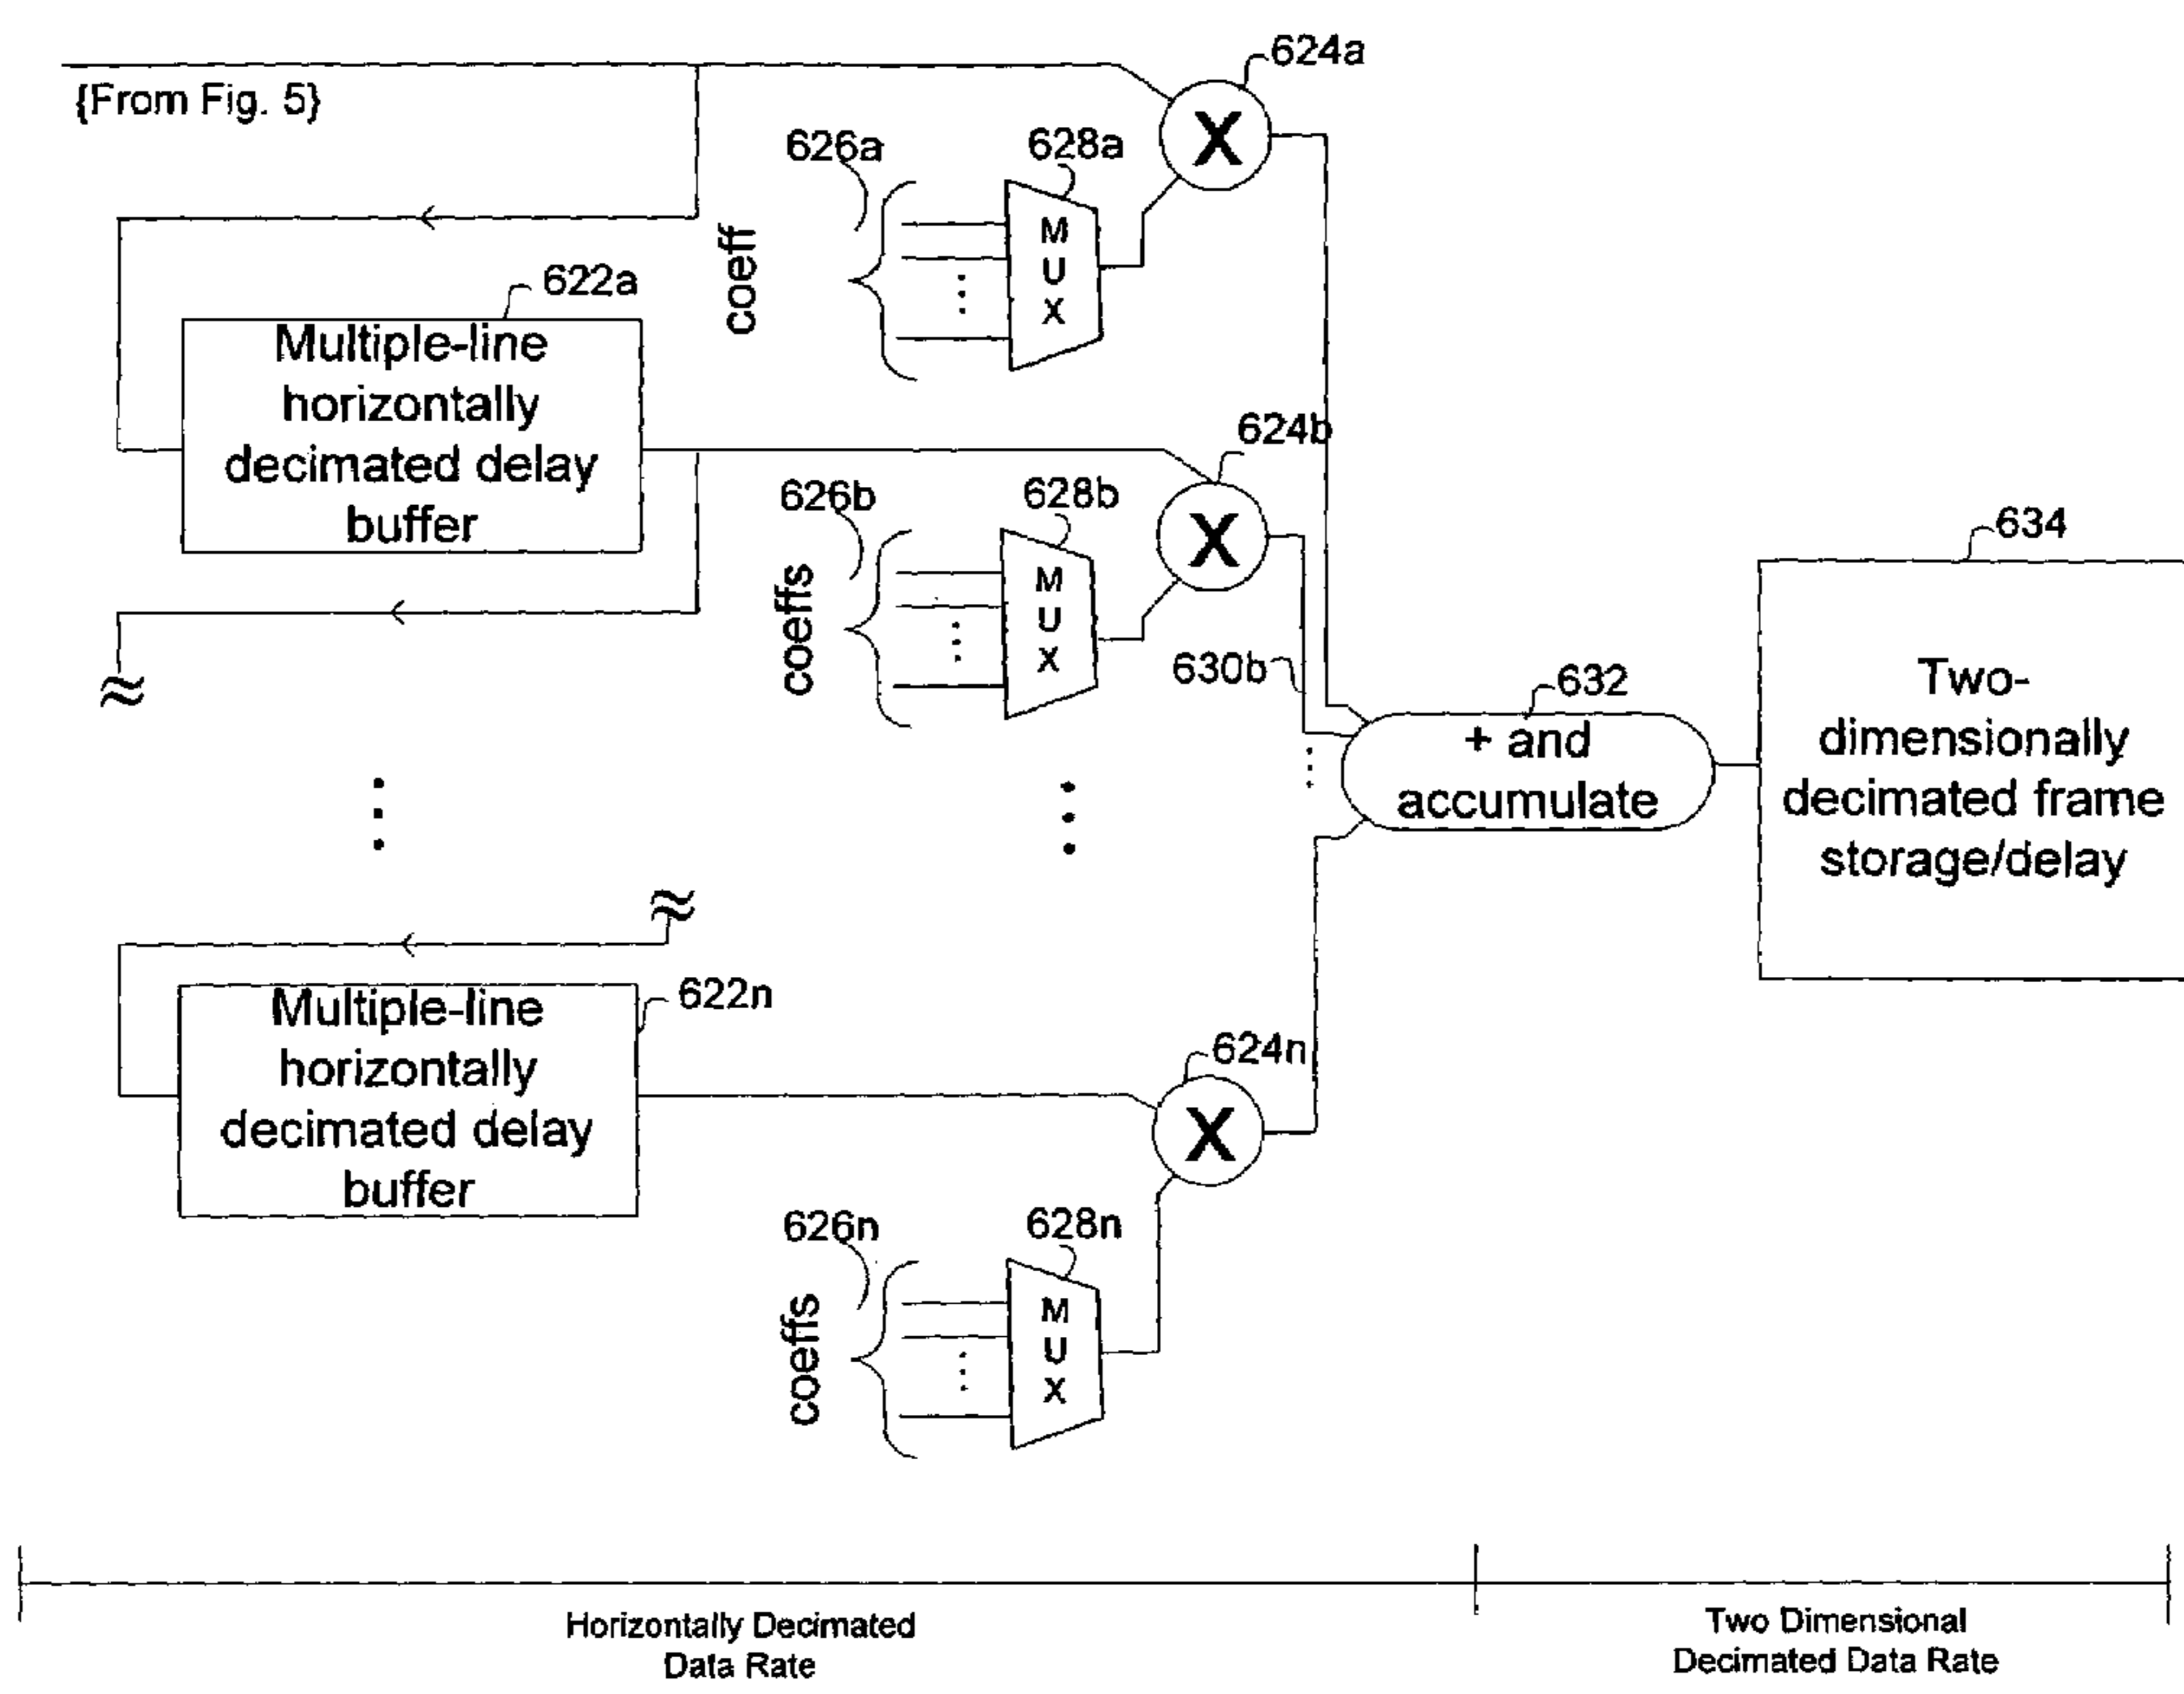 {From Fig. 5}
624a
626a
628a
coeff
M
U
X
X
622a
Multiple-line
horizontally
decimated delay
buffer
624b
626b
628b
coeffs
M
U
X
X
630b
632
+ and
accumulate
634
Two-
dimensionally
decimated frame
storage/delay
622n
Multiple-line
horizontally
decimated delay
buffer
624n
X
626n
628n
coeffs
M
U
X
Horizontally Decimated
Data Rate
Two Dimensional
Decimated Data Rate